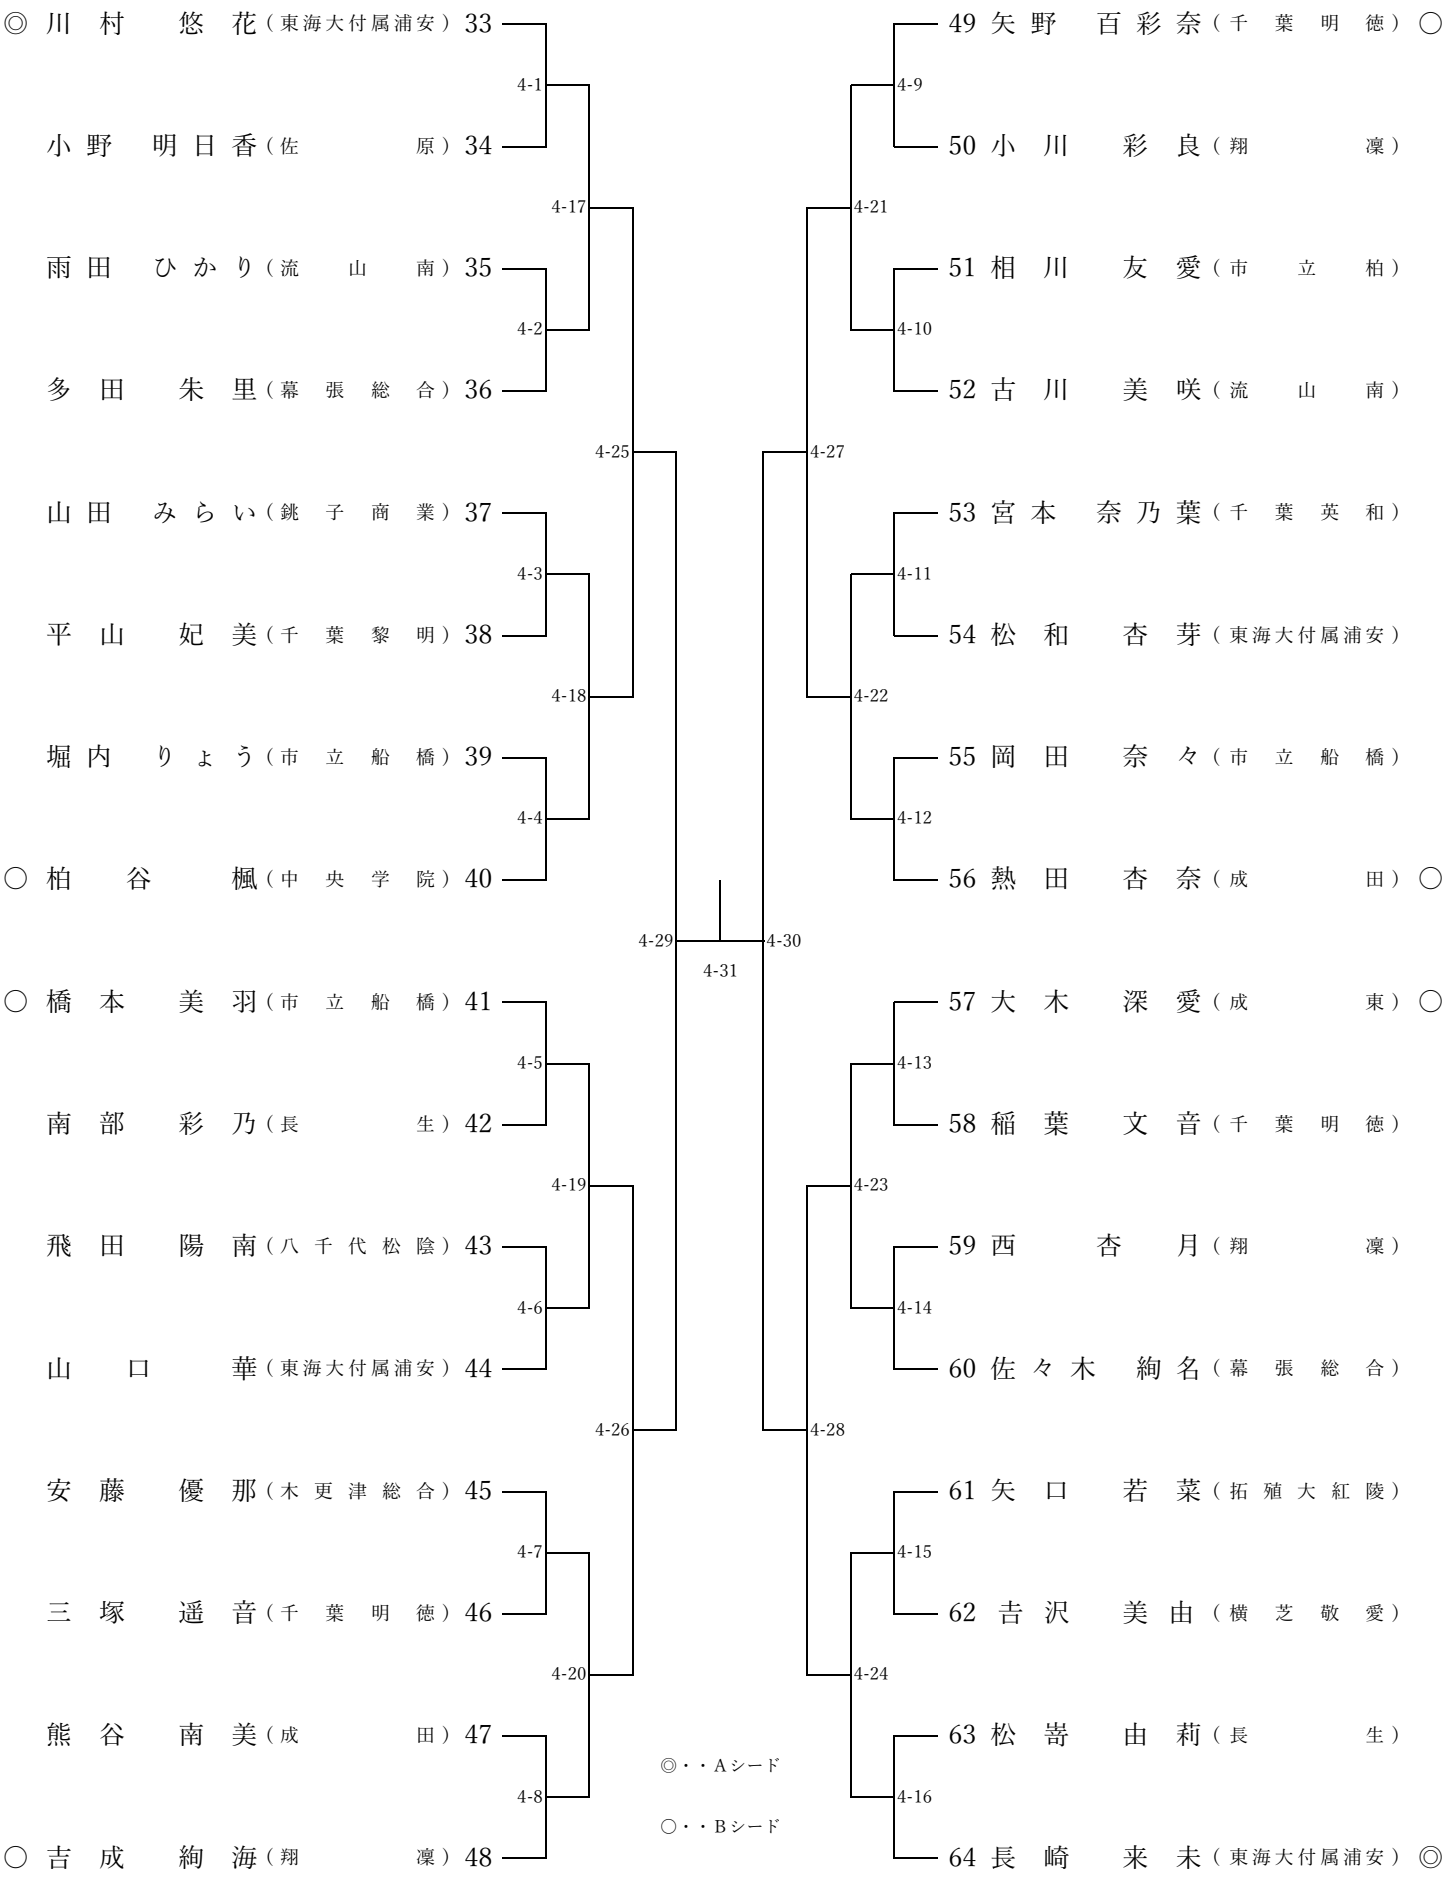 ◎ 川村 悠花(東海大付属浦安) 33
4-1
小野 明日香(佐原) 34
4-17
雨田 ひかり(流山南) 35
4-2
多田 朱里(幕張総合) 36
4-25
山田 みらい(銚子商業) 37
4-3
平山 妃美(千葉黎明) 38
4-18
堀内 りょう(市立船橋) 39
4-4
○ 柏谷 楓(中央学院) 40
4-29
○ 橋本 美羽(市立船橋) 41
4-5
南部 彩乃(長生) 42
4-19
飛田 陽南(八千代松陰) 43
4-6
山口 華(東海大付属浦安) 44
4-26
安藤 優那(木更津総合) 45
4-7
三塚 遥音(千葉明徳) 46
4-20
熊谷 南美(成田) 47
4-8
○ 吉成 絢海(翔凜) 48
4-31
◎・・Aシード
○・・Bシード
49 矢野 百彩奈(千葉明徳) ○
4-9
50 小川 彩良(翔凜)
4-21
51 相川 友愛(市立柏)
4-10
52 古川 美咲(流山南)
4-27
53 宮本 奈乃葉(千葉英和)
4-11
54 松和 杏芽(東海大付属浦安)
4-22
55 岡田 奈々(市立船橋)
4-12
56 熱田 杏奈(成田) ○
4-30
57 大木 深愛(成東) ○
4-13
58 稲葉 文音(千葉明徳)
4-23
59 西 杏月(翔凜)
4-14
60 佐々木 絢名(幕張総合)
4-28
61 矢口 若菜(拓殖大紅陵)
4-15
62 𠮷沢 美由(横芝敬愛)
4-24
63 松嵜 由莉(長生)
4-16
64 長崎 来未(東海大付属浦安) ◎